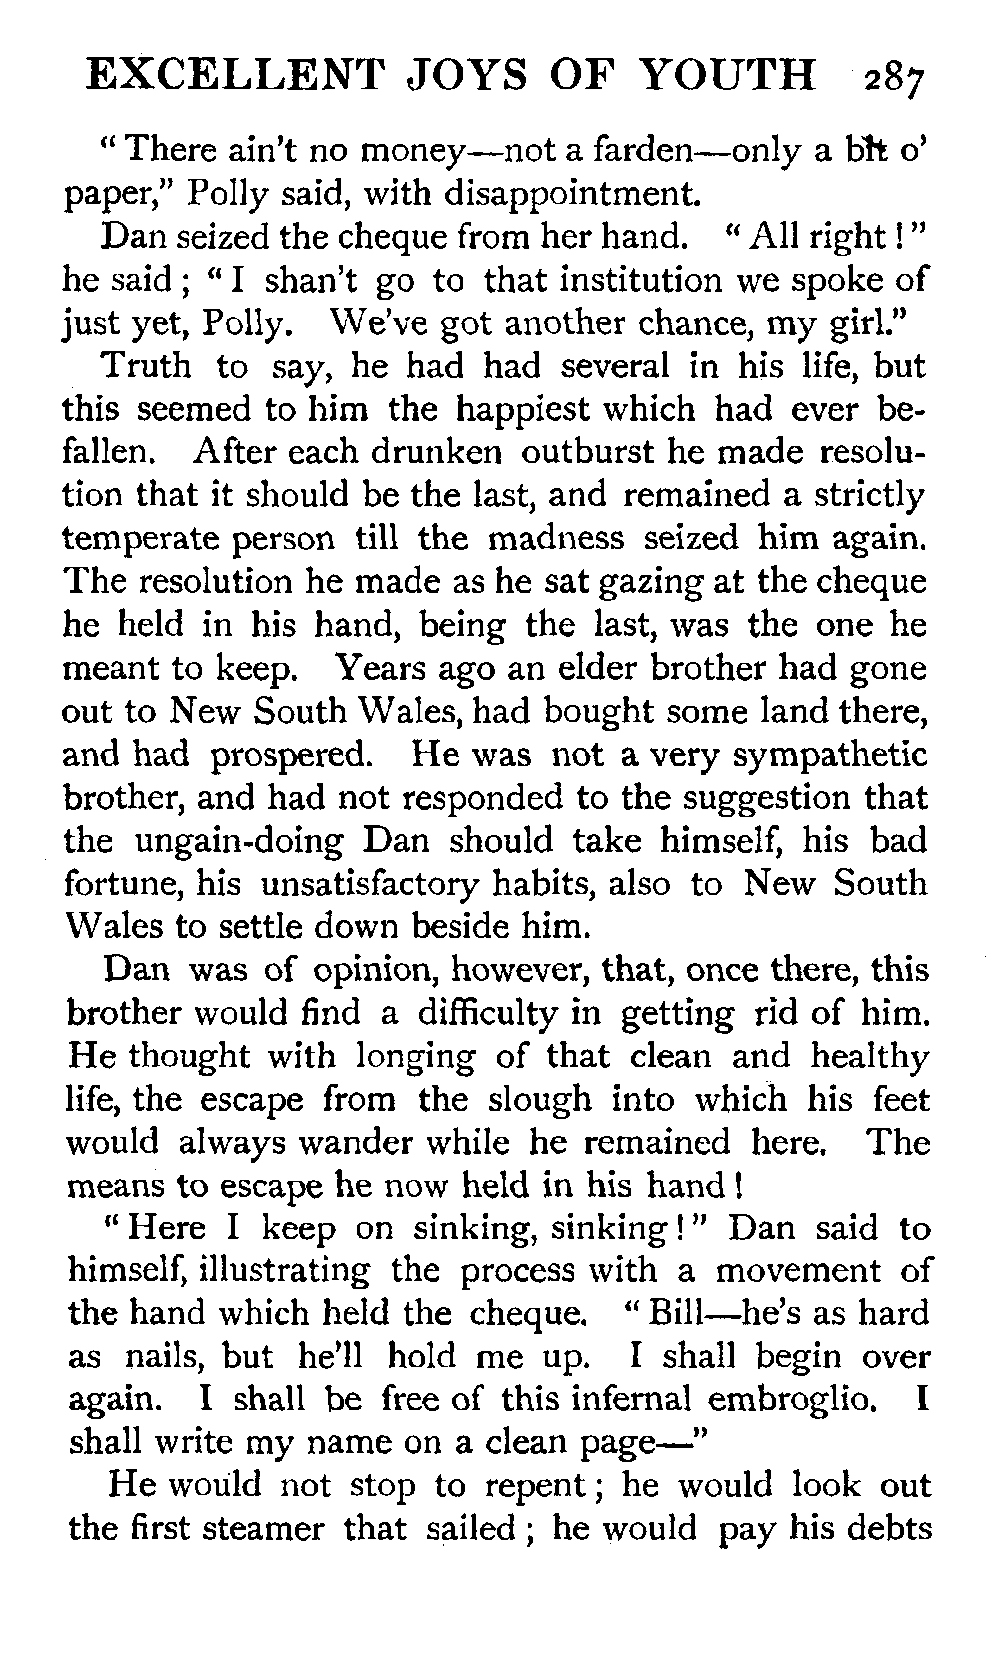 EXCELLENT JOYS OF YOUTH 287
“ There ain’t no money—not a farden—only a bit o’
paper,” Polly said, with disappointment.
Dan seized the cheque from her hand. “ All right ! ”
he said ; “ I shan’t go to that institution we spoke of
just yet, Polly. We’ve got another chance, my girl.”
Truth to say, he had had several in his life, but
this seemed to him the happiest which had ever be-
fallen. After each drunken outburst he made resolu-
tion that it should be the last, and remained a strictly
temperate person till the madness seized him again.
The resolution he made as he sat gazing at the cheque
he held in his hand, being the last, was the one he
meant to keep. Years ago an elder brother had gone
out to New South Wales, had bought some land there,
and had prospered. He was not a very sympathetic
brother, and had not responded to the suggestion that
the ungain-doing Dan should take himself, his bad
fortune, his unsatisfactory habits, also to New South
Wales to settle down beside him.
Dan was of opinion, however, that, once there, this
brother would find a difficulty in getting rid of him.
He thought with longing of that clean and healthy
life, the escape from the slough into which his feet
would always wander while he remained here. The
means to escape he now held in his hand !
“ Here I keep on sinking, sinking ! ” Dan said to
himself, illustrating the process with a movement of
the hand which held the cheque. “ Bill—he’s as hard
as nails, but he’ll hold me up. I shall begin over
again. I shall be free of this infernal embroglio. I
shall write my name on a clean page—”
He would not stop to repent ; he would look out
the first steamer that sailed ; he would pay his debts